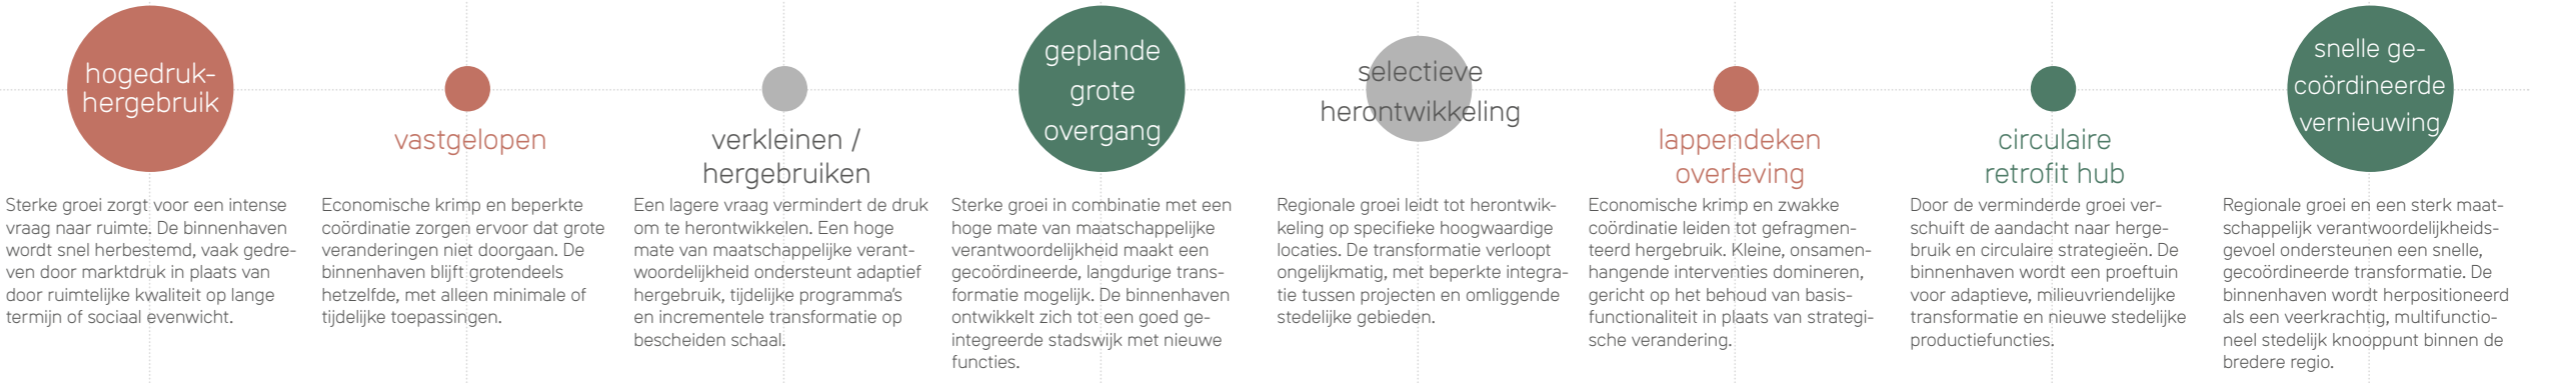 hogedruk-
hergebruik
Sterke groei zorgt voor een intense
vraag naar ruimte. De binnenhaven
wordt snel herbestemd, vaak gedre-
ven door marktdruk in plaats van
door ruimtelijke kwaliteit op lange
termijn of sociaal evenwicht.
vastgelopen
Economische krimp en beperkte
coördinatie zorgen ervoor dat grote
veranderingen niet doorgaan. De
binnenhaven blijft grotendeels
hetzelfde, met alleen minimale of
tijdelijke toepassingen.
verkleinen /
hergebruiken
Een lagere vraag vermindert de druk
om te herontwikkelen. Een hoge
mate van maatschappelijke verant-
woordelijkheid ondersteunt adaptief
hergebruik, tijdelijke programma's
en incrementele transformatie op
bescheiden schaal.
geplande
grote
overgang
Sterke groei in combinatie met een
hoge mate van maatschappelijke
verantwoordelijkheid maakt een
gecoördineerde, langdurige trans-
formatie mogelijk. De binnenhaven
ontwikkelt zich tot een goed ge-
integreerde stadswijk met nieuwe
functies.
selectieve
herontwikkeling
Regionale groei leidt tot herontwik-
keling op specifieke hoogwaardige
locaties. De transformatie verloopt
ongelijkmatig, met beperkte integra-
tie tussen projecten en omliggende
stedelijke gebieden.
lappendeken
overleving
Economische krimp en zwakke
coördinatie leiden tot gefragmen-
teerd hergebruik. Kleine, onsamen-
hangende interventies domineren,
gericht op het behoud van basis-
functionaliteit in plaats van strategi-
sche verandering.
circulaire
retrofit hub
Door de verminderde groei ver-
schuift de aandacht naar herge-
bruik en circulaire strategieën. De
binnenhaven wordt een proeftuin
voor adaptieve, milieuvriendelijke
transformatie en nieuwe stedelijke
productiefuncties.
snelle ge-
coördineerde
vernieuwing
Regionale groei en een sterk maat-
schappelijk verantwoordelijkheids-
gevoel ondersteunen een snelle,
gecoördineerde transformatie. De
binnenhaven wordt herpositioneerd
als een veerkrachtig, multifunctio-
neel stedelijk knooppunt binnen de
bredere regio.